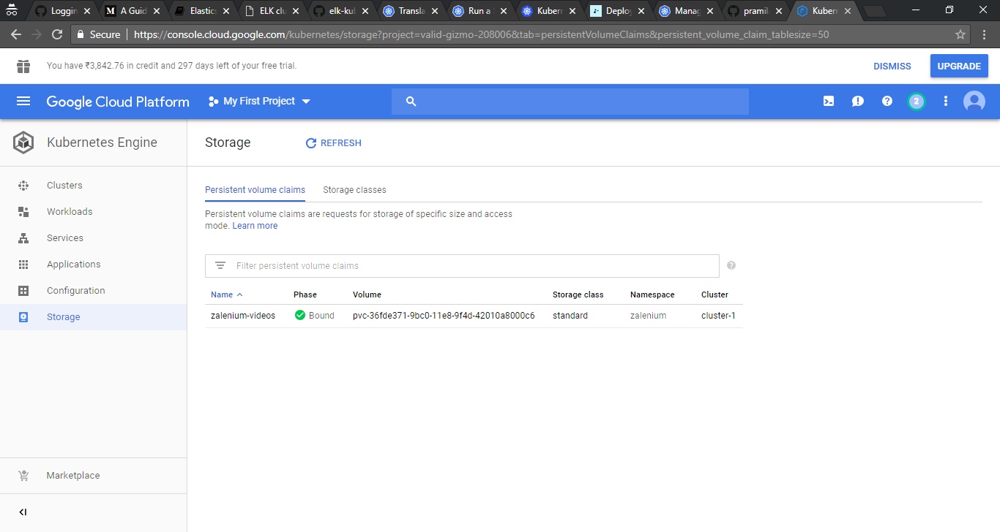 Loggin
A Guid
Elastics
ELK clu
elk-kub
Transla
Run a S
Kubern
Deploy
Manag
pramil
Kubern
Secure https://console.cloud.google.com/kubernetes/storage?project=valid-gizmo-208006&tab=persistentVolumeClaims&persistent_volume_claim_tablesize=50
You have ₹3,842.76 in credit and 297 days left of your free trial.
DISMISS
UPGRADE
Google Cloud Platform
My First Project
2
Kubernetes Engine
Storage
REFRESH
Clusters
Workloads
Services
Applications
Configuration
Storage
Marketplace
Persistent volume claims
Storage classes
Persistent volume claims are requests for storage of specific size and access
mode. Learn more
Filter persistent volume claims
Name Phase Volume Storage class Namespace Cluster
zalenium-videos Bound pvc-36fde371-9bc0-11e8-9f4d-42010a8000c6 standard zalenium cluster-1